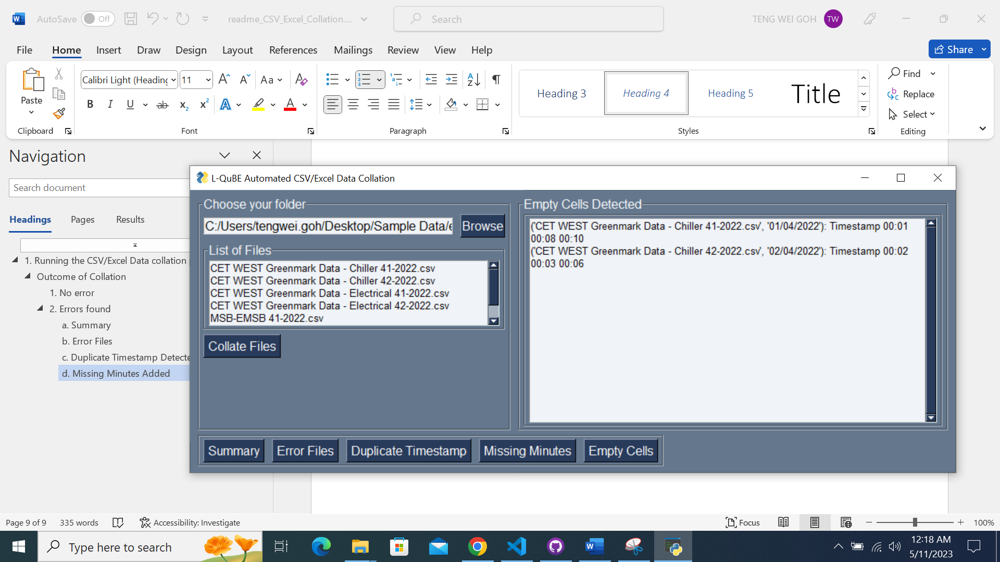 AutoSave
Off
readme_CSV_Excel_Collation....
Search
TENG WEI GOH
TW
File
Home
Insert
Draw
Design
Layout
References
Mailings
Review
View
Help
Share
Paste
Clipboard
Calibri Light (Heading
11
Font
Paragraph
Heading 3
Heading 4
Heading 5
Title
Styles
Find
Replace
Select
Editing
Navigation
Search document
Headings
Pages
Results
1. Running the CSV/Excel Data collation
Outcome of Collation
1. No error
2. Errors found
a. Summary
b. Error Files
c. Duplicate Timestamp Detecte
d. Missing Minutes Added
L-QuBE Automated CSV/Excel Data Collation
Choose your folder
C:/Users/tengwei.goh/Desktop/Sample Data/e
Browse
List of Files
CET WEST Greenmark Data - Chiller 41-2022.csv
CET WEST Greenmark Data - Chiller 42-2022.csv
CET WEST Greenmark Data - Electrical 41-2022.csv
CET WEST Greenmark Data - Electrical 42-2022.csv
MSB-EMSB 41-2022.csv
Collate Files
Empty Cells Detected
('CET WEST Greenmark Data - Chiller 41-2022.csv', '01/04/2022'): Timestamp 00:01
00:08 00:10
('CET WEST Greenmark Data - Chiller 42-2022.csv', '02/04/2022'): Timestamp 00:02
00:03 00:06
Summary
Error Files
Duplicate Timestamp
Missing Minutes
Empty Cells
Page 9 of 9
335 words
Accessibility: Investigate
Focus
100%
Type here to search
12:18 AM
5/11/2023